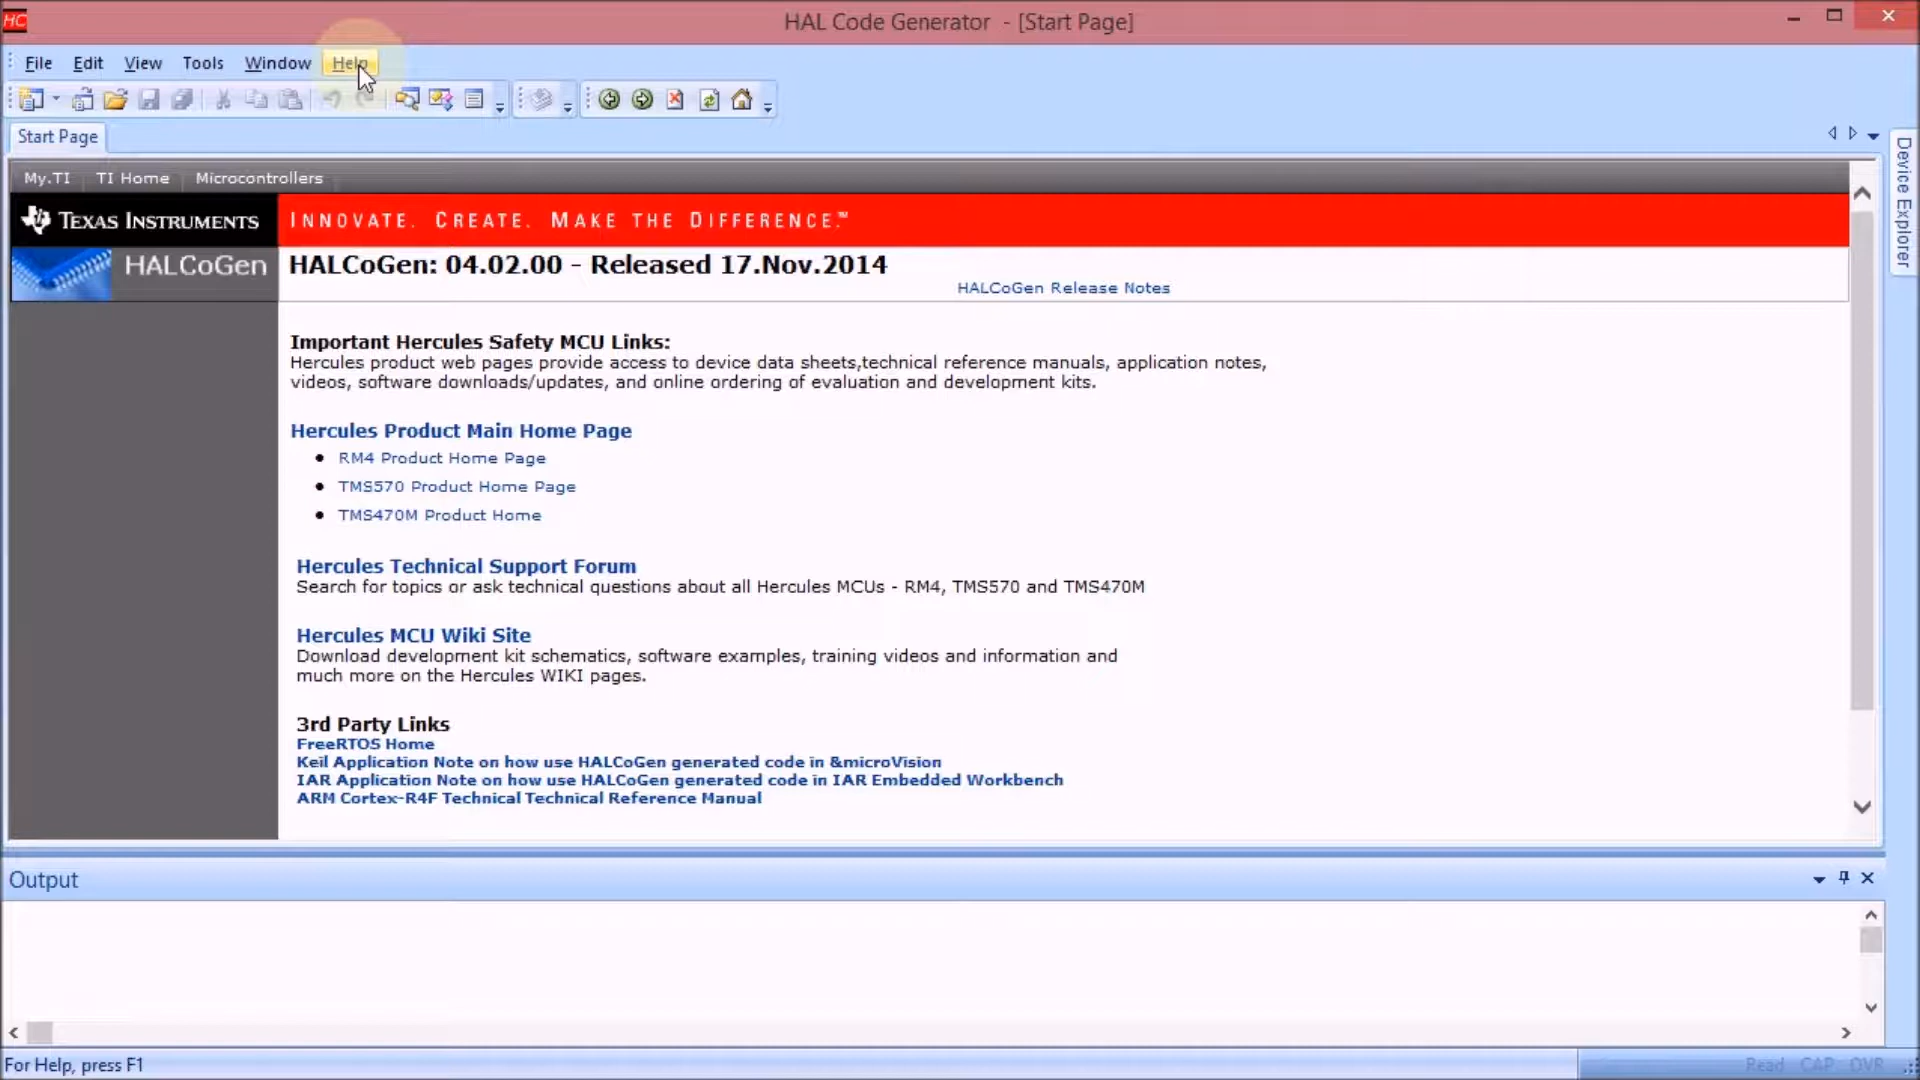 HC
HAL Code Generator - [Start Page]
File Edit View Tools Window Help
Start Page
My.TI TI Home Microcontrollers
TEXAS INSTRUMENTS INNOVATE. CREATE. MAKE THE DIFFERENCE.™
HALCoGen HALCoGen: 04.02.00 - Released 17.Nov.2014
HALCoGen Release Notes
Important Hercules Safety MCU Links:
Hercules product web pages provide access to device data sheets,technical reference manuals, application notes,
videos, software downloads/updates, and online ordering of evaluation and development kits.
Hercules Product Main Home Page
RM4 Product Home Page
TMS570 Product Home Page
TMS470M Product Home
Hercules Technical Support Forum
Search for topics or ask technical questions about all Hercules MCUs - RM4, TMS570 and TMS470M
Hercules MCU Wiki Site
Download development kit schematics, software examples, training videos and information and
much more on the Hercules WIKI pages.
3rd Party Links
FreeRTOS Home
Keil Application Note on how use HALCoGen generated code in &microVision
IAR Application Note on how use HALCoGen generated code in IAR Embedded Workbench
ARM Cortex-R4F Technical Technical Reference Manual
Device Explorer
Output
For Help, press F1
Read CAP OVR